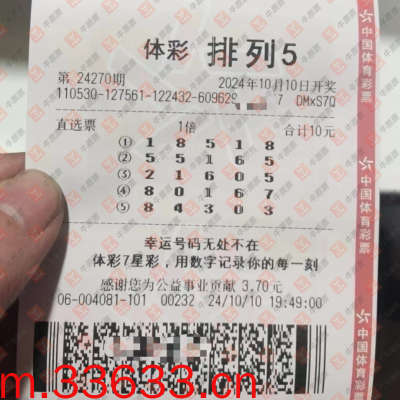 体彩 排列5
第 24270期 2024年10月10日开奖
110530-127561-122432-609629 7 DMxS7Q
直选票 1倍 合计10元
① 1 8 5 1 8
② 5 5 1 6 5
③ 2 1 6 0 5
④ 8 0 1 6 7
⑤ 8 4 3 0 3
幸运号码无处不在
体彩7星彩，用数字记录你的每一刻
感谢您为公益事业贡献 3.70元
06-004081-101 00232 24/10/10 19:49:00
中国体育彩票
中国体育彩票
中国体育彩票
m.33633.cn